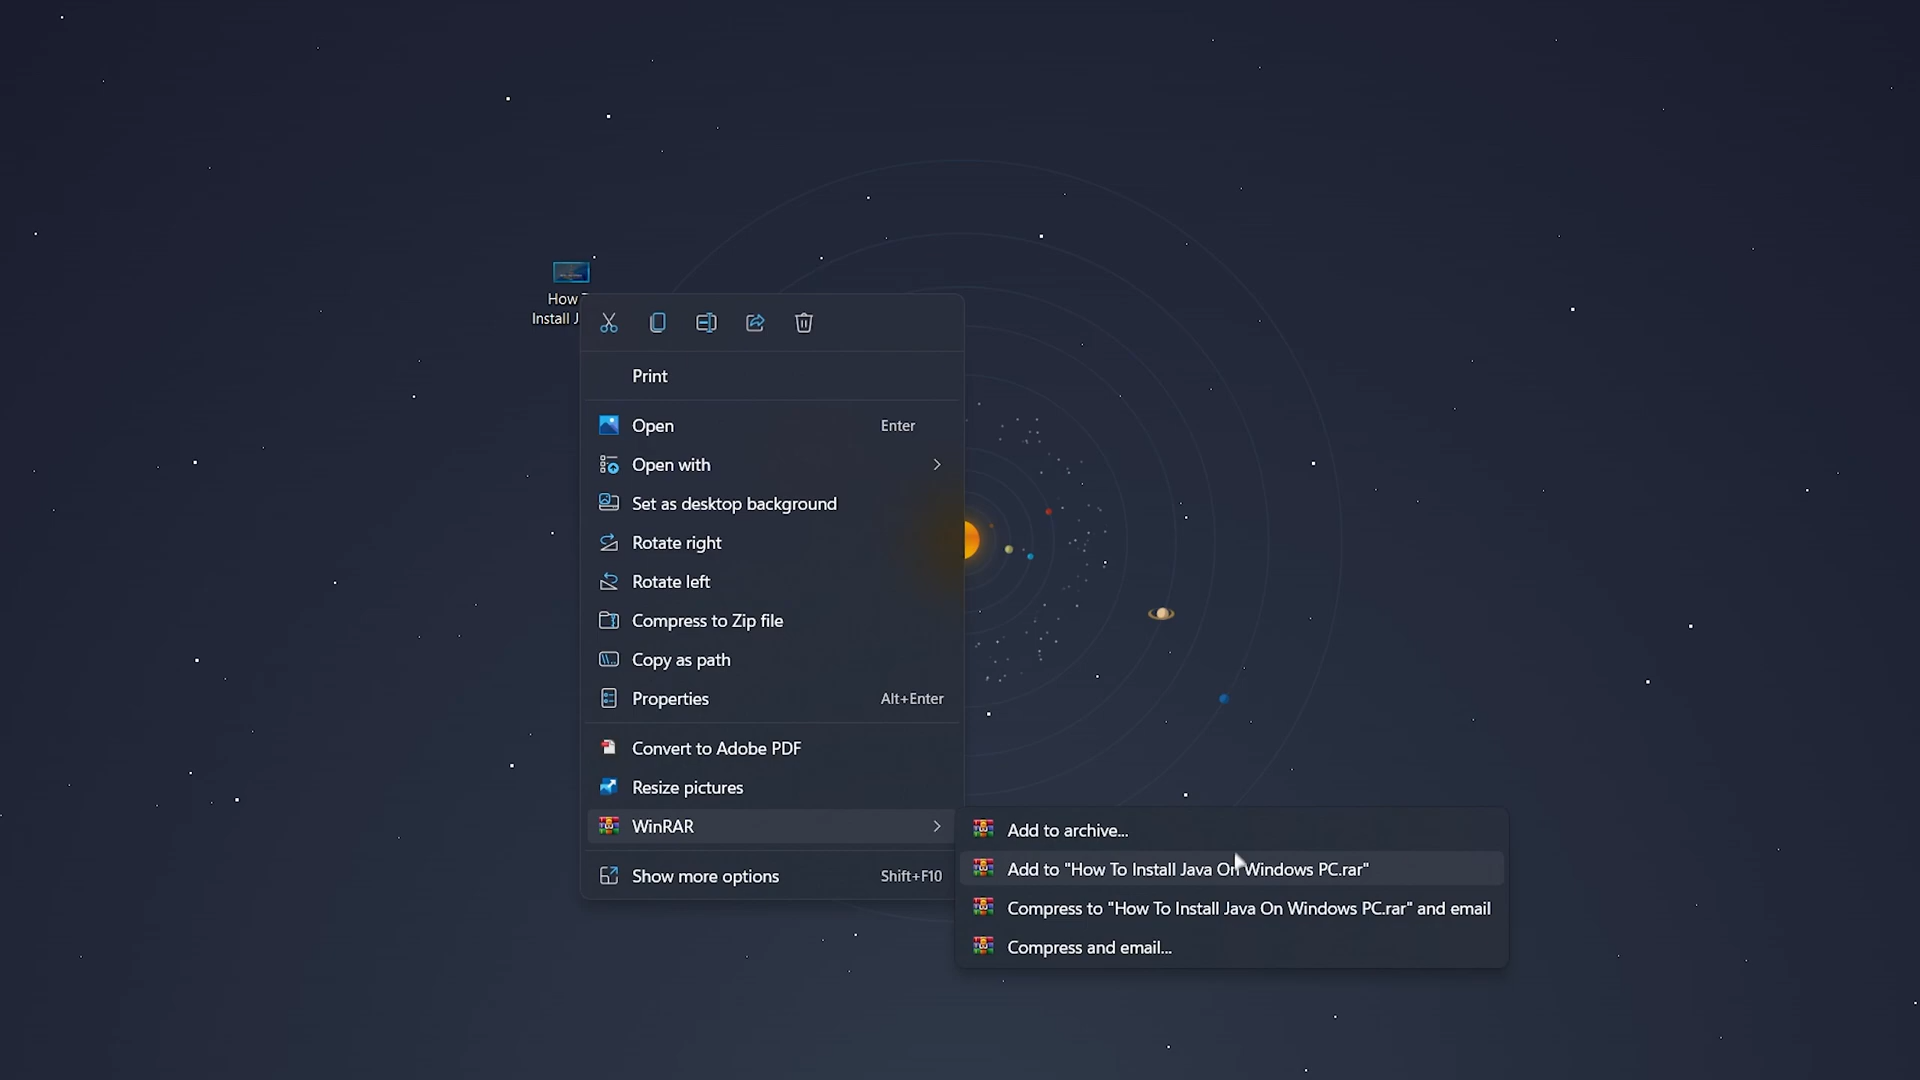 How
Install J
Print
Open Enter
Open with
Set as desktop background
Rotate right
Rotate left
Compress to Zip file
Copy as path
Properties Alt+Enter
Convert to Adobe PDF
Resize pictures
WinRAR
Show more options Shift+F10
Add to archive...
Add to "How To Install Java On Windows PC.rar"
Compress to "How To Install Java On Windows PC.rar" and email
Compress and email...